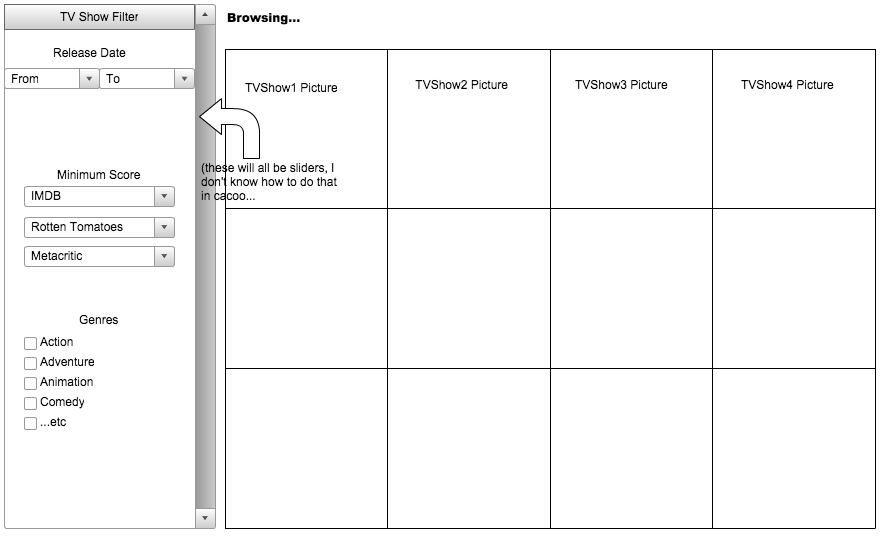 TV Show Filter
Release Date
From
To
Minimum Score
IMDB
Rotten Tomatoes
Metacritic
Genres
Action
Adventure
Animation
Comedy
...etc
Browsing...
TVShow1 Picture
TVShow2 Picture
TVShow3 Picture
TVShow4 Picture
(these will all be sliders, I
don't know how to do that
in cacoo...